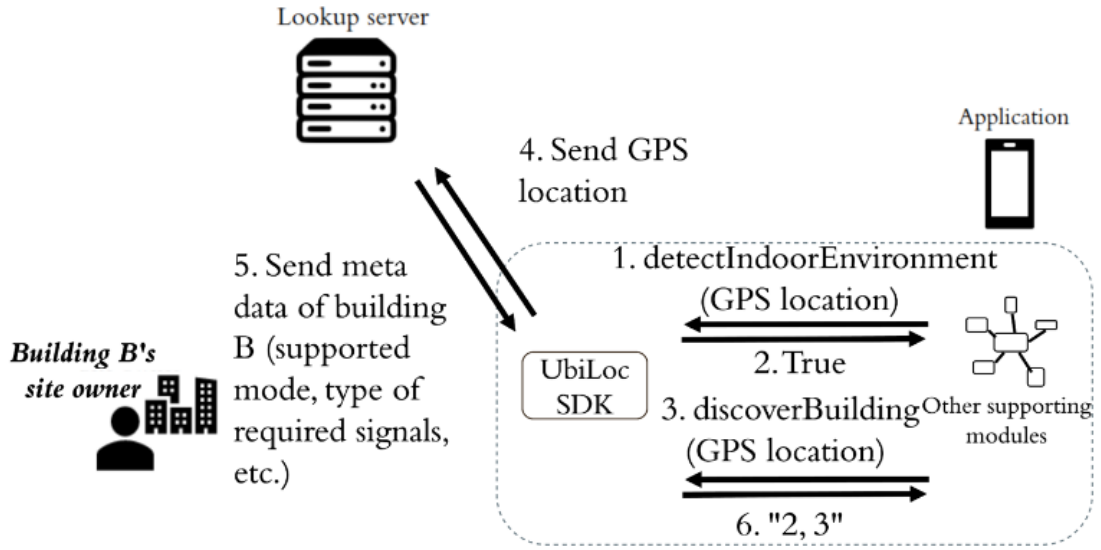 Lookup server
Application
4. Send GPS
location
1. detectIndoorEnvironment
(GPS location)
2. True
5. Send meta
data of building
B (supported
mode, type of
required signals,
etc.)
Building B's
site owner
UbiLoc
SDK
3. discoverBuilding
(GPS location)
Other supporting
modules
6. "2, 3"